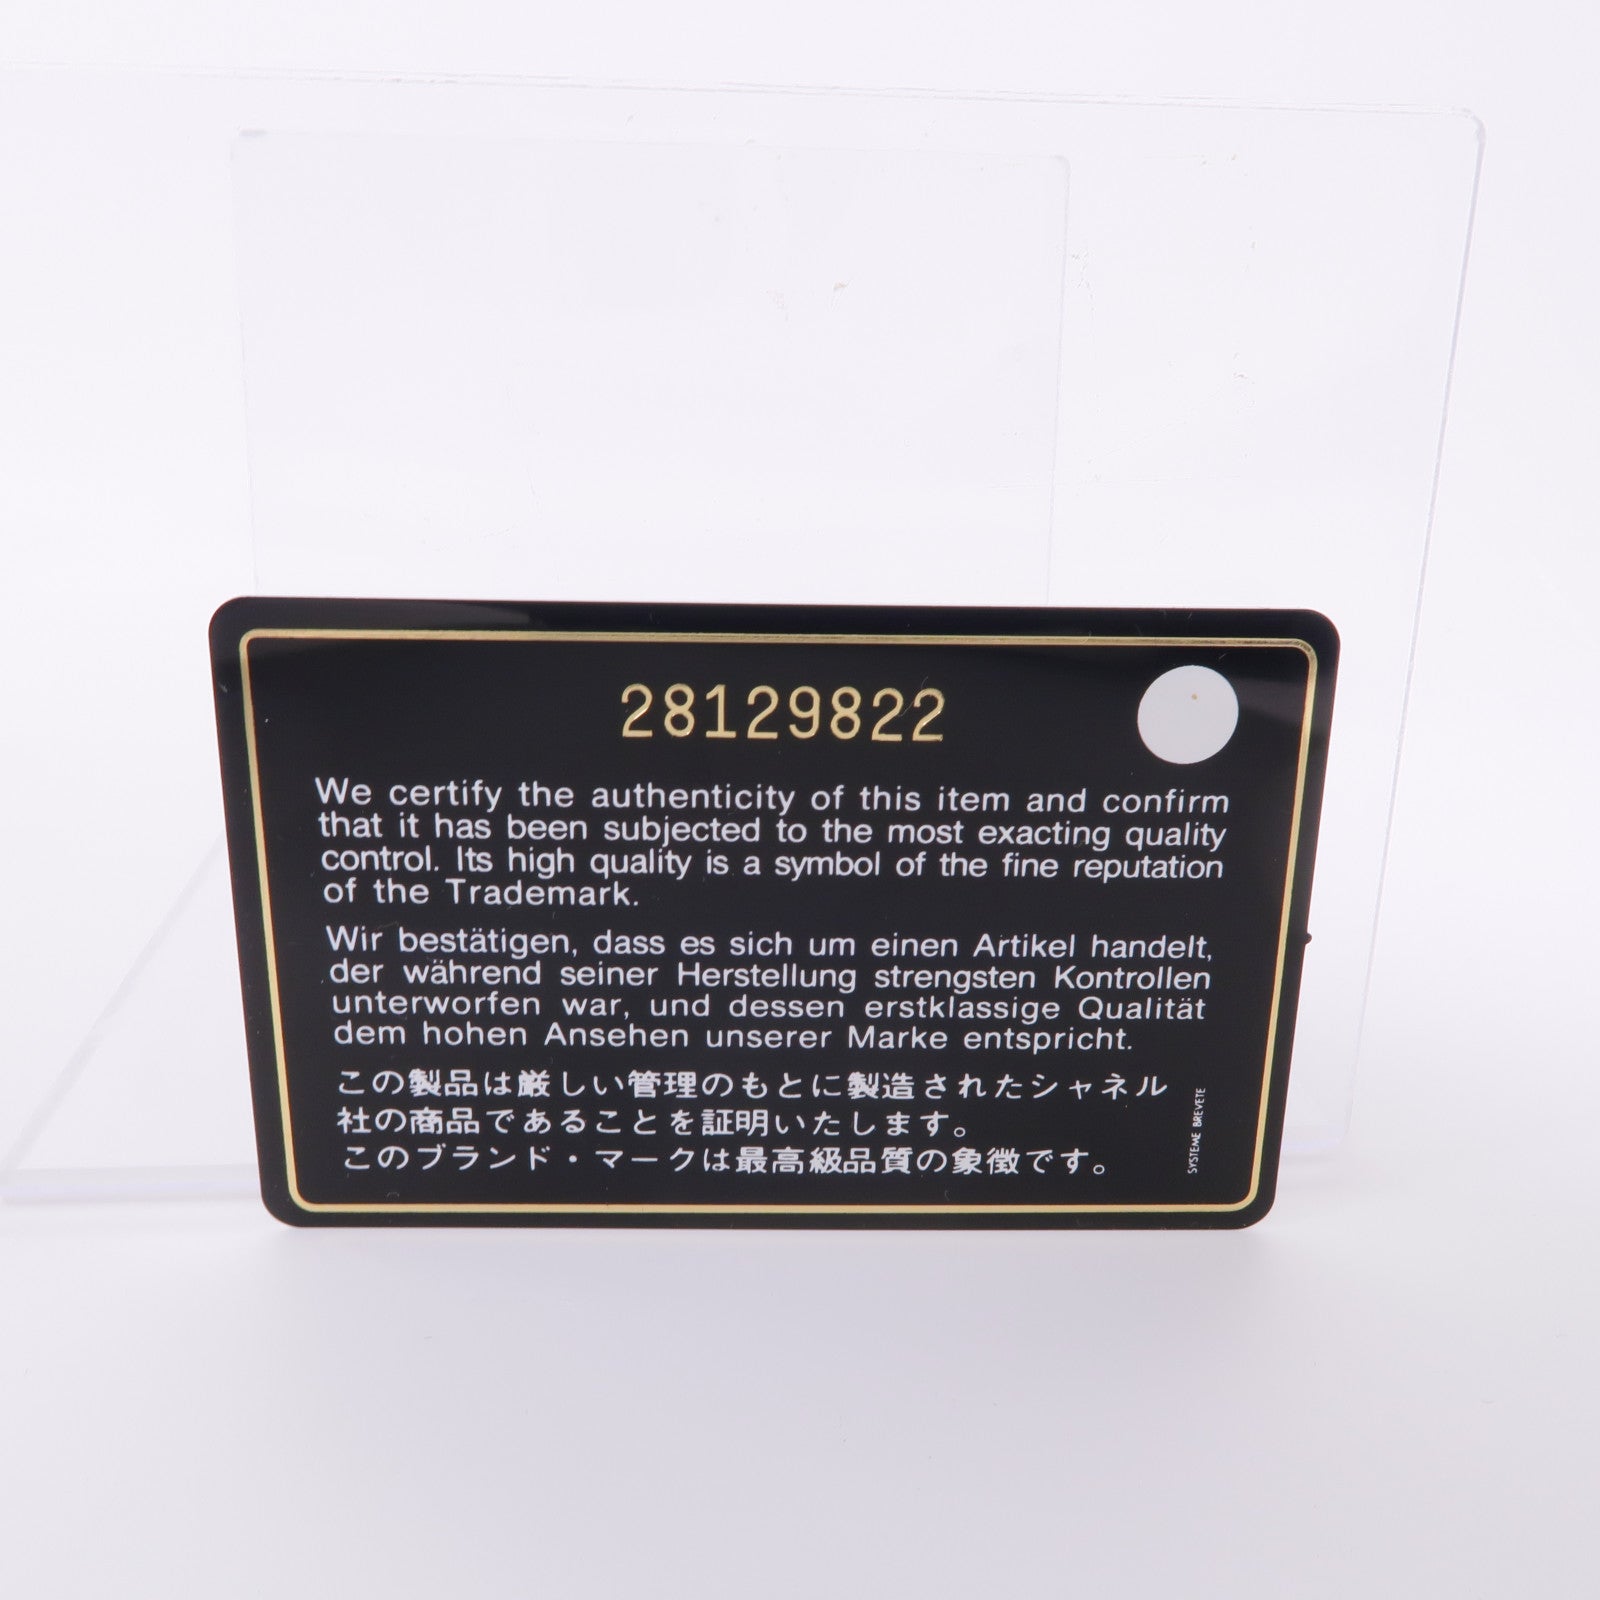 28129822
We certify the authenticity of this item and confirm
that it has been subjected to the most exacting quality
control. Its high quality is a symbol of the fine reputation
of the Trademark.
Wir bestätigen, dass es sich um einen Artikel handelt,
der während seiner Herstellung strengsten Kontrollen
unterworfen war, und dessen erstklassige Qualität
dem hohen Ansehen unserer Marke entspricht.
この製品は厳しい管理のもとに製造されたシャネル
社の商品であることを証明いたします。
このブランド・マークは最高級品質の象徴です。
SYSTEME BREVETE